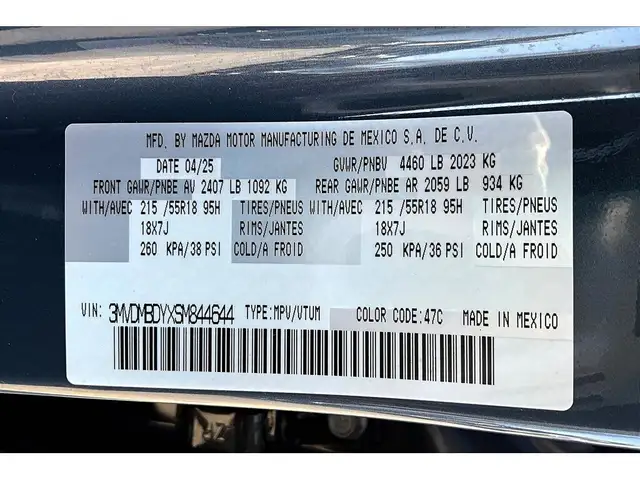 MFD. BY MAZDA MOTOR MANUFACTURING DE MEXICO S.A. DE C.V.
DATE 04/25 GVWR/PNBV 4460 LB 2023 KG
FRONT GAWR/PNBE AV 2407 LB 1092 KG REAR GAWR/PNBE AR 2059 LB 934 KG
WITH/AVEC 215 /55R18 95H TIRES/PNEUS WITH/AVEC 215 /55R18 95H TIRES/PNEUS
18X7J RIMS/JANTES 18X7J RIMS/JANTES
260 KPA/38 PSI COLD/A FROID 250 KPA/36 PSI COLD/A FROID
VIN: 3MVDMBDYXSM844644 TYPE:MPV/VTUM COLOR CODE:47C MADE IN MEXICO